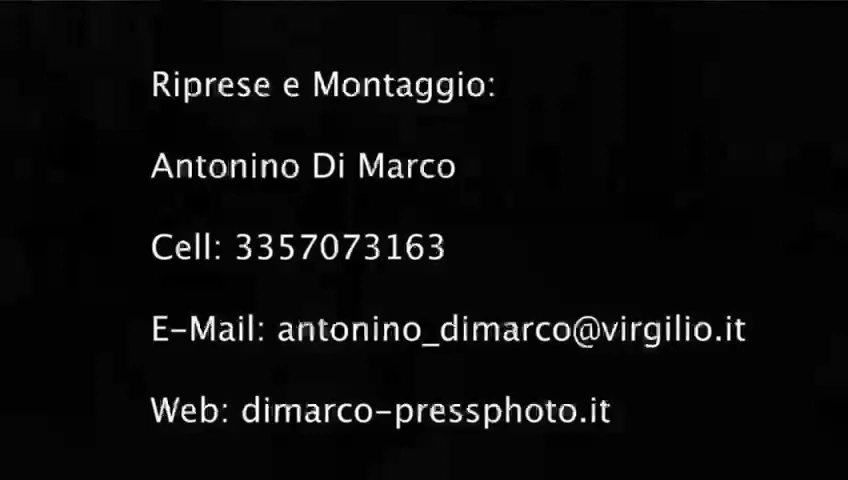 Riprese e Montaggio:
Antonino Di Marco
Cell: 3357073163
E-Mail: antonino_dimarco@virgilio.it
Web: dimarco-pressphoto.it